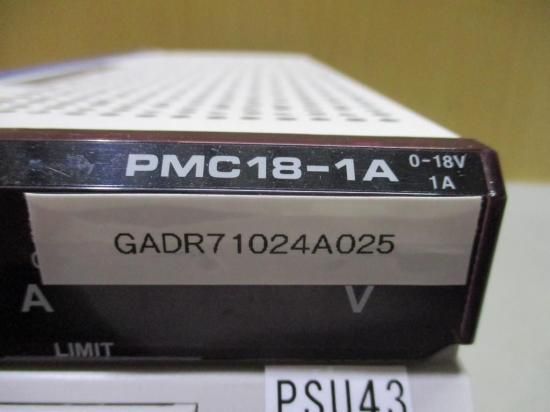 PMC18-1A 0-18V
1A
GADR71024A025
A V
LIMIT
PSU43